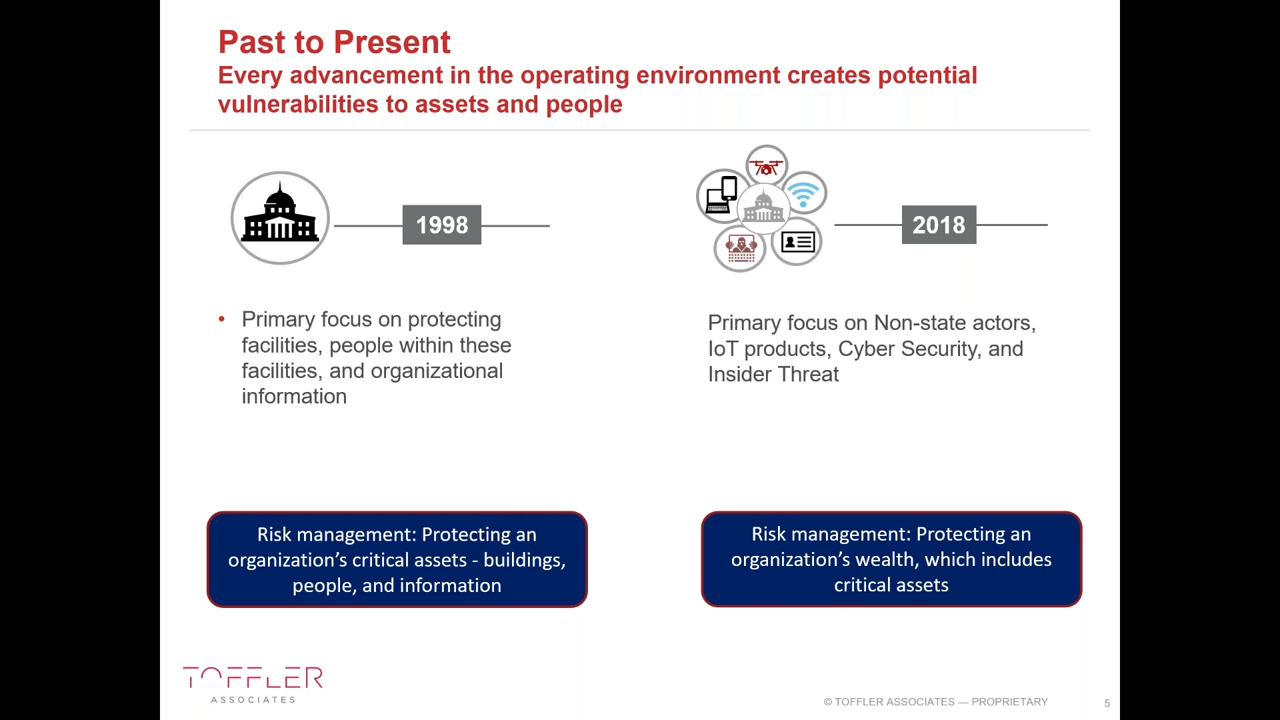 Past to Present
Every advancement in the operating environment creates potential
vulnerabilities to assets and people
1998
2018
• Primary focus on protecting
facilities, people within these
facilities, and organizational
information
Primary focus on Non-state actors,
IoT products, Cyber Security, and
Insider Threat
Risk management: Protecting an
organization’s critical assets - buildings,
people, and information
Risk management: Protecting an
organization’s wealth, which includes
critical assets
TOFFLER
ASSOCIATES
© TOFFLER ASSOCIATES — PROPRIETARY
5